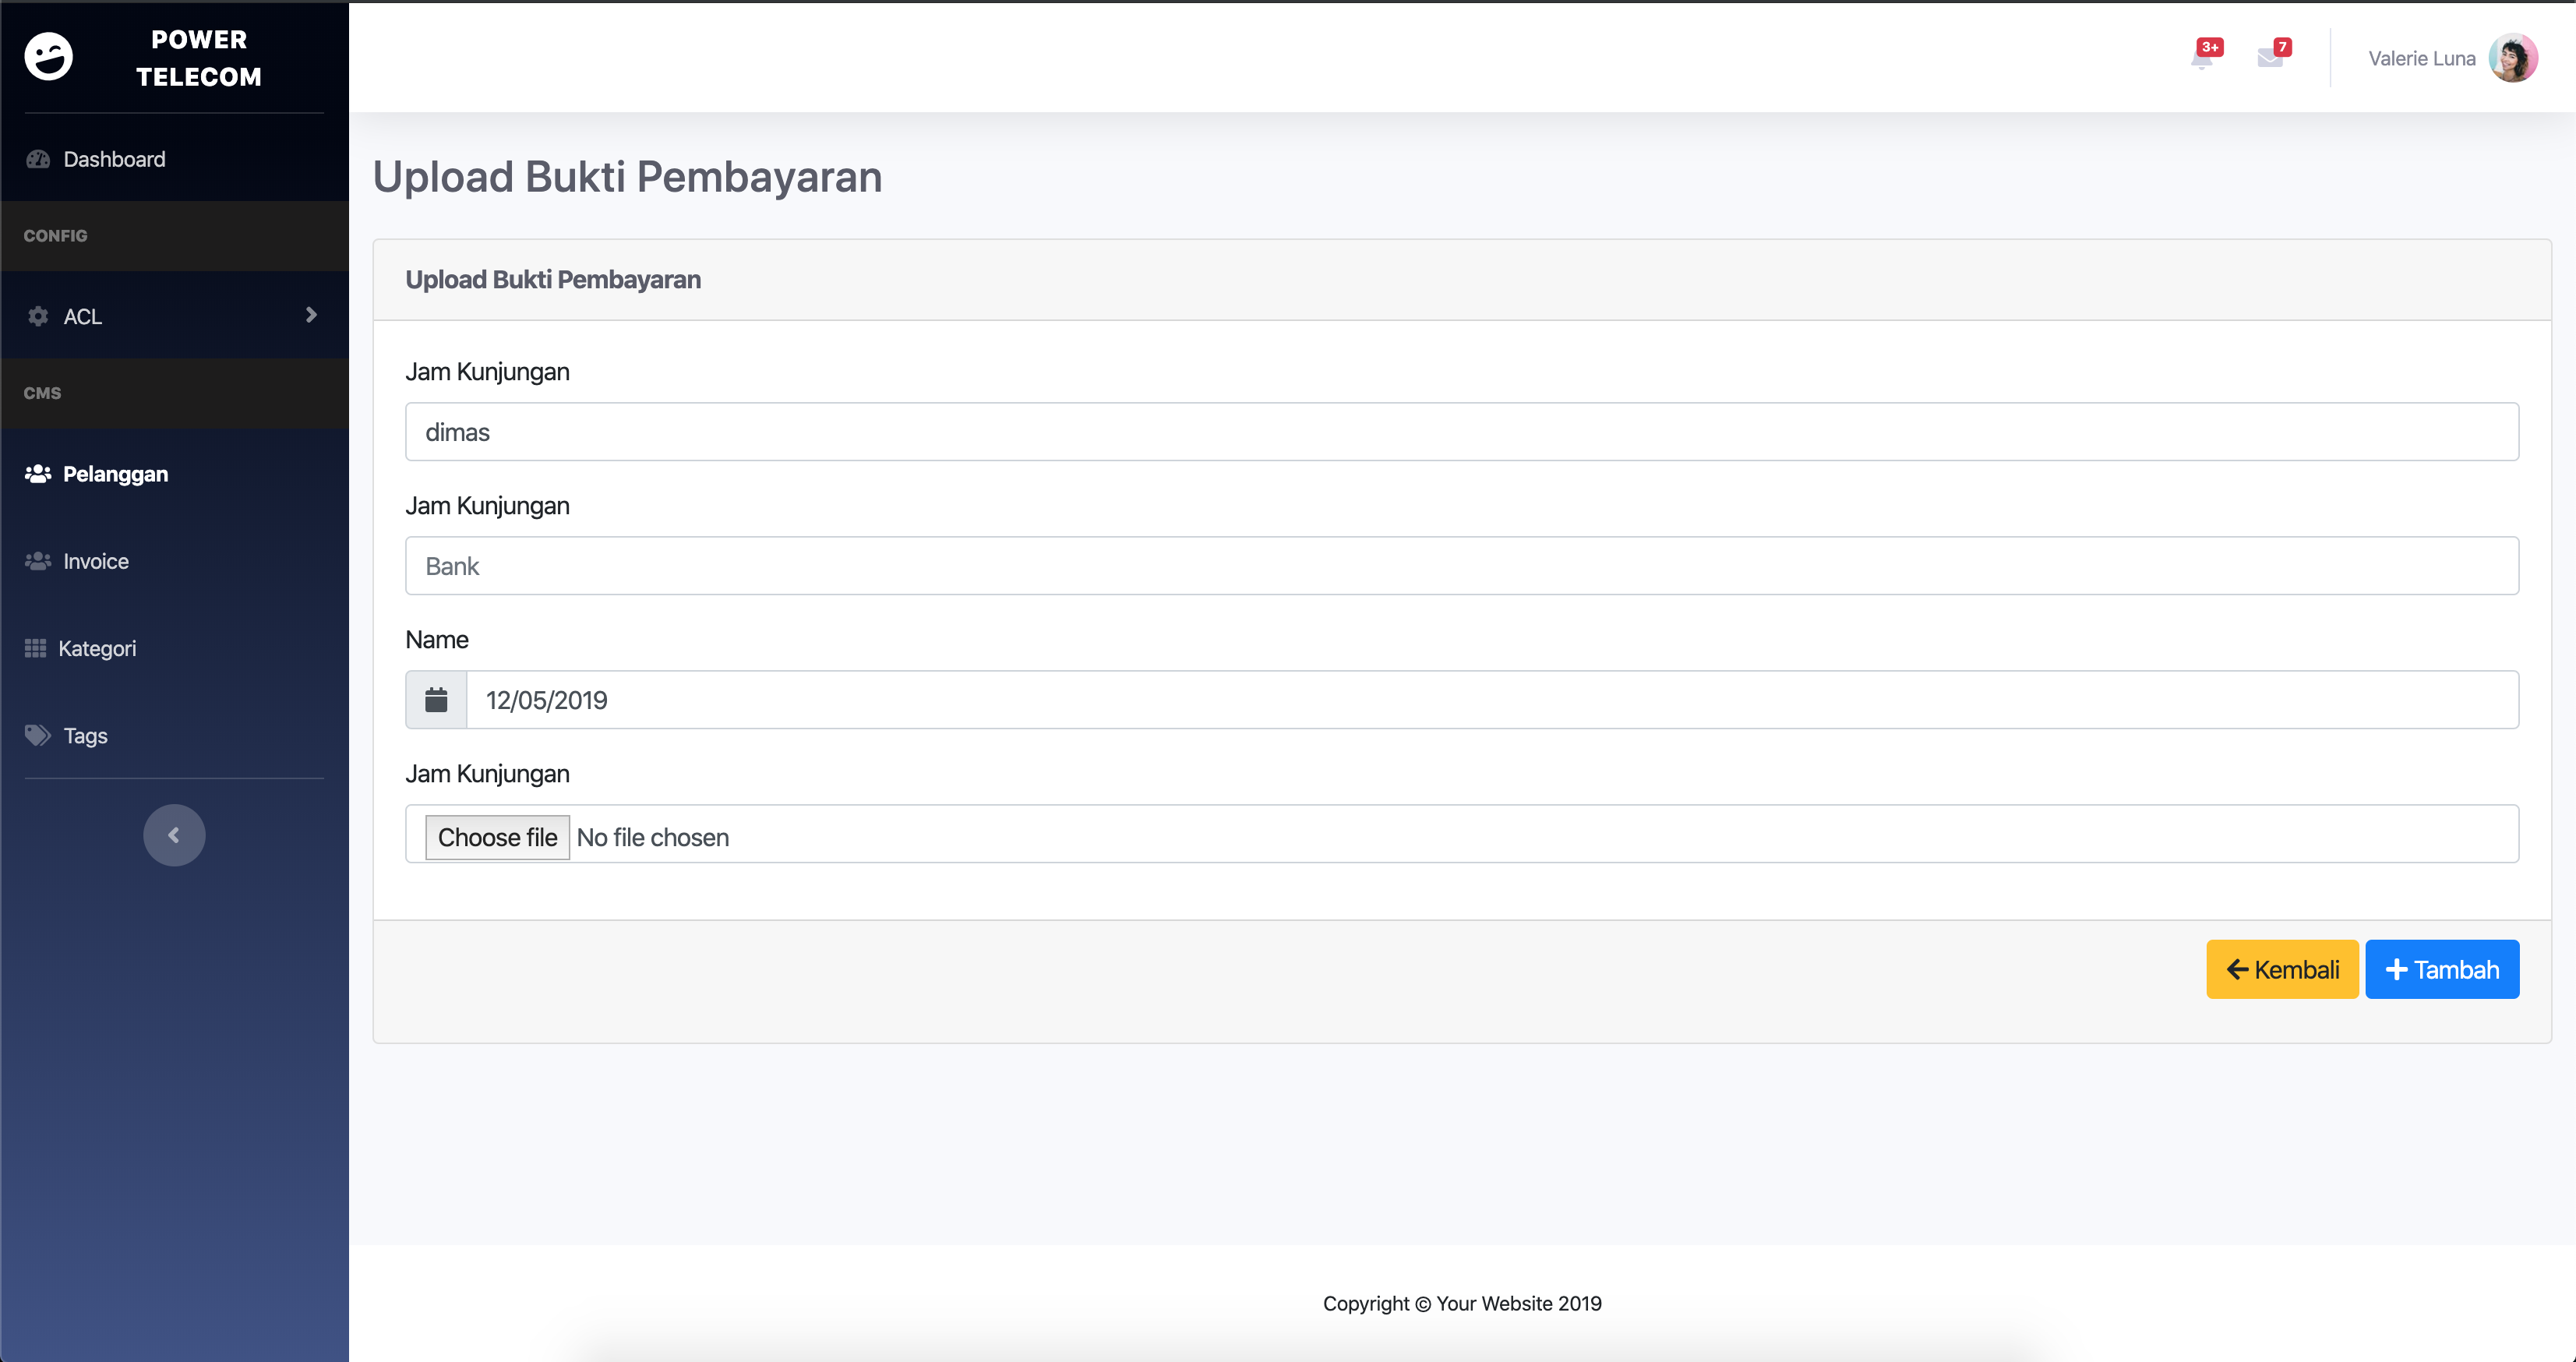 POWER
TELECOM
3+
7
Valerie Luna
Dashboard
CONFIG
ACL
CMS
Pelanggan
Invoice
Kategori
Tags
Upload Bukti Pembayaran
Upload Bukti Pembayaran
Jam Kunjungan
dimas
Jam Kunjungan
Bank
Name
12/05/2019
Jam Kunjungan
Choose file No file chosen
Kembali Tambah
Copyright © Your Website 2019